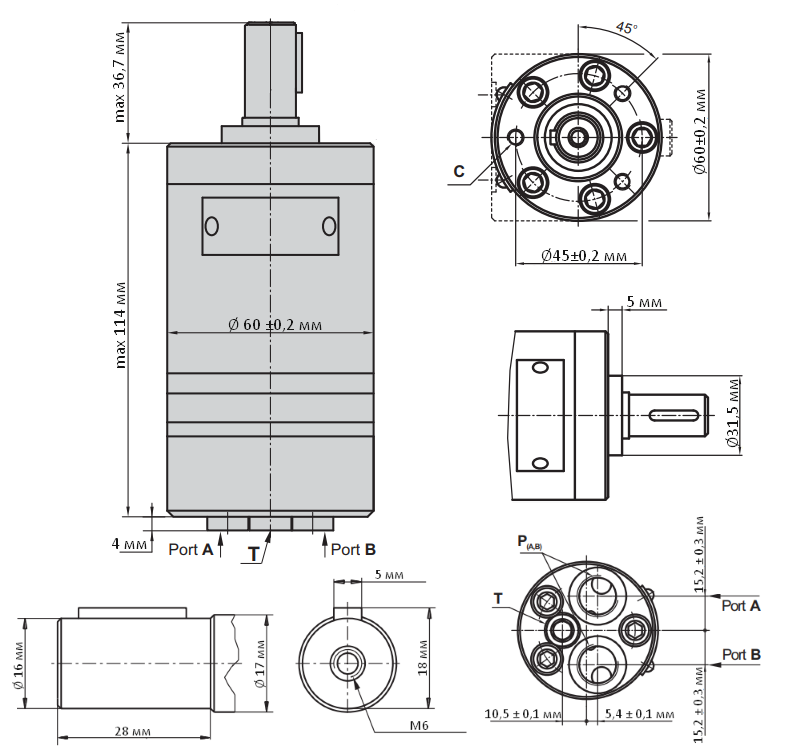 max 36,7 мм
45°
C
Ø60±0,2 мм
Ø45±0,2 мм
max 114 мм
Ø 60 ±0,2 мм
5 мм
Ø31,5 мм
4 мм
Port A
T
Port B
P(A,B)
15,2 ± 0,3 мм
T
Port A
Port B
15,2 ± 0,3 мм
10,5 ± 0,1 мм
5,4 ± 0,1 мм
5 мм
Ø 16 мм
Ø 17 мм
18 мм
28 мм
M6